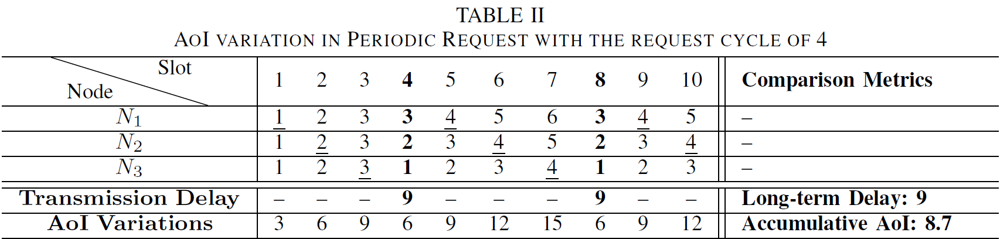 TABLE II
AOI VARIATION IN PERIODIC REQUEST WITH THE REQUEST CYCLE OF 4
Slot
Node
1 2 3 4 5 6 7 8 9 10 Comparison Metrics
N1 1 2 3 3 4 5 6 3 4 5 –
N2 1 2 3 2 3 4 5 2 3 4 –
N3 1 2 3 1 2 3 4 1 2 3 –
Transmission Delay – – – 9 – – – 9 – – Long-term Delay: 9
AoI Variations 3 6 9 6 9 12 15 6 9 12 Accumulative AoI: 8.7